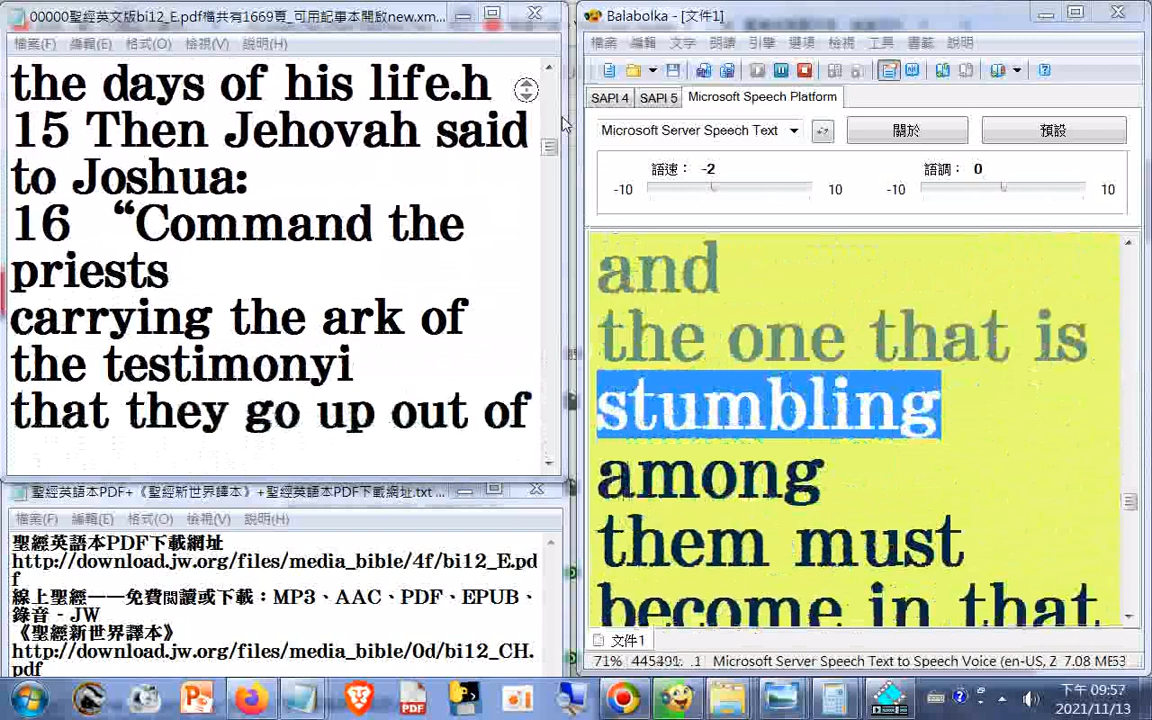 00000聖經英文版bi12_E.pdf檔共有1669頁_可用記事本開啟new.xm...
檔案(F) 編輯(E) 格式(O) 檢視(V) 說明(H)
the days of his life.h
15 Then Jehovah said
to Joshua:
16 “Command the
priests
carrying the ark of
the testimonyi
that they go up out of
聖經英語本PDF+《聖經新世界譯本》+聖經英語本PDF下載網址.txt ...
檔案(F) 編輯(E) 格式(O) 檢視(V) 說明(H)
聖經英語本PDF下載網址
http://download.jw.org/files/media_bible/4f/bi12_E.pd
f
線上聖經——免費閱讀或下載：MP3、AAC、PDF、EPUB、
錄音 - JW
《聖經新世界譯本》
http://download.jw.org/files/media_bible/0d/bi12_CH.
pdf
Balabolka - [文件1]
檔案 編輯 文字 朗讀 引擎 選項 檢視 工具 書籤 說明
SAPI 4 SAPI 5 Microsoft Speech Platform
Microsoft Server Speech Text 關於 預設
語速： -2 語調： 0
-10 10 -10 10
and
the one that is
stumbling
among
them must
become in that
文件1
71% Microsoft Server Speech Text to Speech Voice (en-US, Z 7.08 MB
下午 09:57
2021/11/13